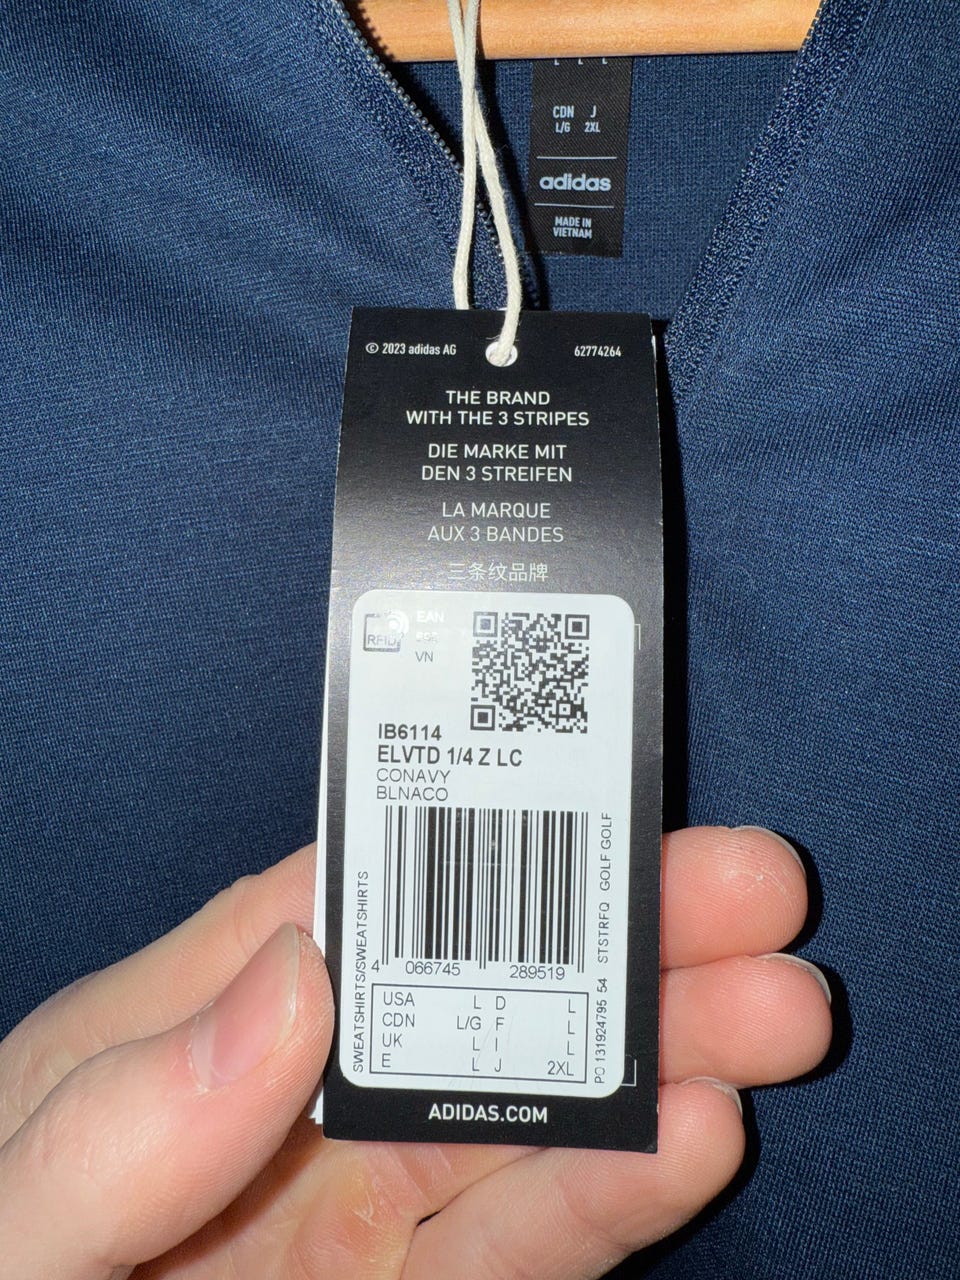 L L L
CDN J
L/G 2XL
adidas
MADE IN
VIETNAM
© 2023 adidas AG 62774264
THE BRAND
WITH THE 3 STRIPES
DIE MARKE MIT
DEN 3 STREIFEN
LA MARQUE
AUX 3 BANDES
三条纹品牌
RFID
EAN
VN
IB6114
ELVTD 1/4 Z LC
CONAVY
BLNACO
4 066745 289519
SWEATSHIRTS/SWEATSHIRTS
PO 131924795 54 STSTRFQ GOLF GOLF
USA L D L
CDN L/G F L
UK L I L
E L J 2XL
ADIDAS.COM